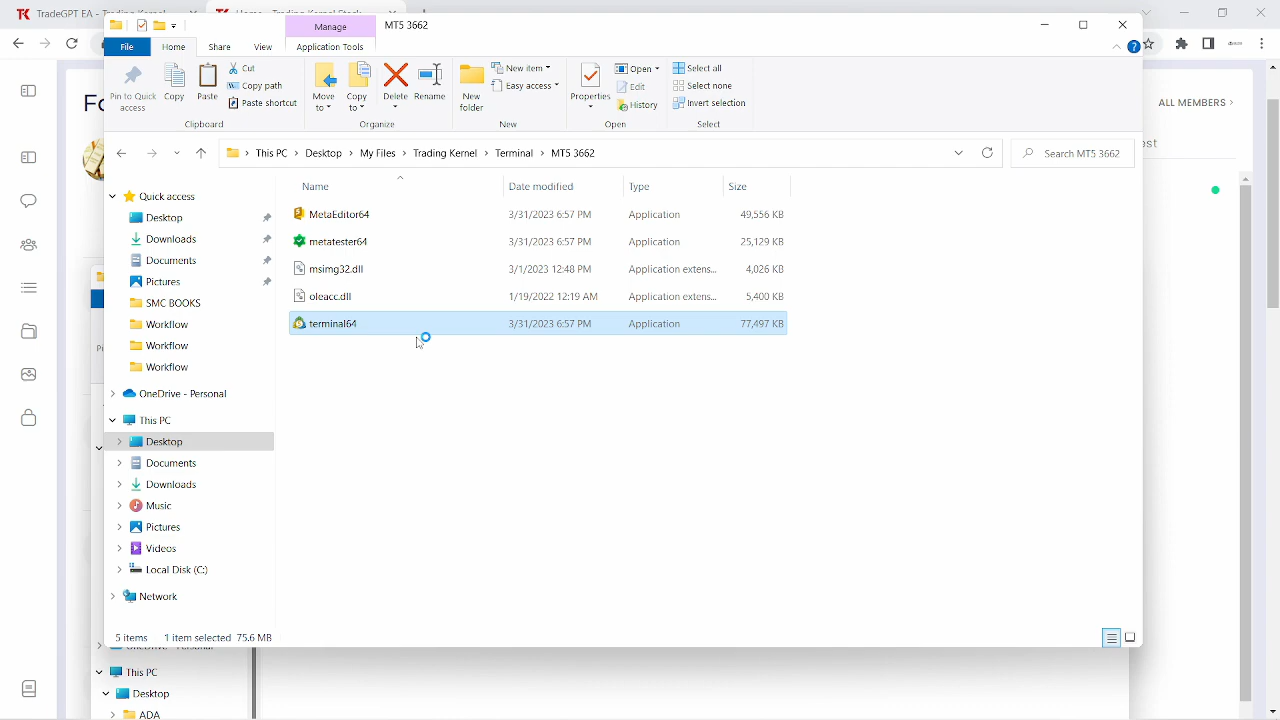 TradeGPT EA -
Manage
MT5 3662
File
Home
Share
View
Application Tools
Pin to Quick access
Copy
Paste
Cut
Copy path
Paste shortcut
Clipboard
Move to
Copy to
Delete
Rename
Organize
New folder
New item
Easy access
New
Properties
Open
Edit
History
Open
Select all
Select none
Invert selection
Select
ALL MEMBERS
This PC > Desktop > My Files > Trading Kernel > Terminal > MT5 3662
Search MT5 3662
Name Date modified Type Size
MetaEditor64 3/31/2023 6:57 PM Application 49,556 KB
metatester64 3/31/2023 6:57 PM Application 25,129 KB
msimg32.dll 3/1/2023 12:48 PM Application extens... 4,026 KB
oleacc.dll 1/19/2022 12:19 AM Application extens... 5,400 KB
terminal64 3/31/2023 6:57 PM Application 77,497 KB
Quick access
Desktop
Downloads
Documents
Pictures
SMC BOOKS
Workflow
Workflow
Workflow
OneDrive - Personal
This PC
Desktop
Documents
Downloads
Music
Pictures
Videos
Local Disk (C:)
Network
5 items 1 item selected 75.6 MB
This PC
Desktop
ADA